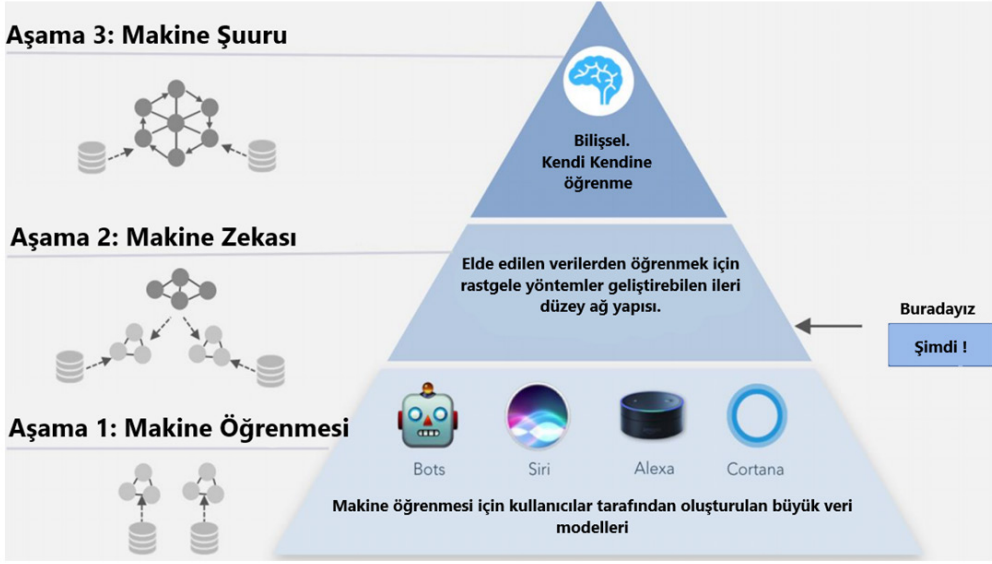 Aşama 3: Makine Şuuru
Bilişsel.
Kendi Kendine
öğrenme
Aşama 2: Makine Zekası
Elde edilen verilerden öğrenmek için
rastgele yöntemler geliştirebilen ileri
düzey ağ yapısı.
Buradayız
Şimdi !
Aşama 1: Makine Öğrenmesi
Bots
Siri
Alexa
Cortana
Makine öğrenmesi için kullanıcılar tarafından oluşturulan büyük veri
modelleri